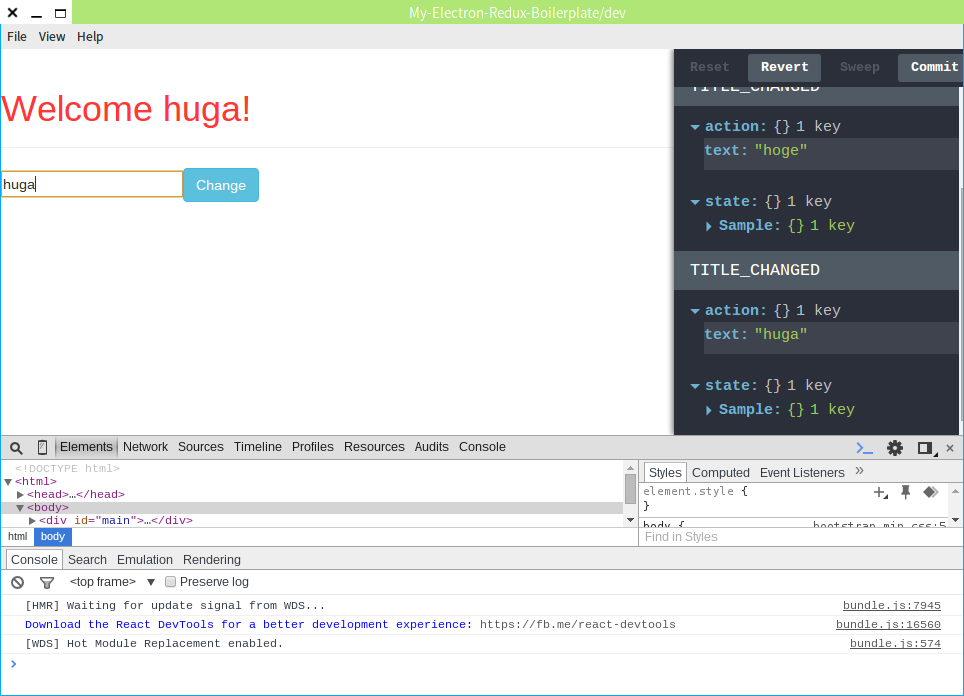 My-Electron-Redux-Boilerplate/dev
File View Help
Welcome huga!
huga Change
Reset Revert Sweep Commit
TITLE_CHANGED
action: {} 1 key
text: "hoge"
state: {} 1 key
Sample: {} 1 key
TITLE_CHANGED
action: {} 1 key
text: "huga"
state: {} 1 key
Sample: {} 1 key
Elements Network Sources Timeline Profiles Resources Audits Console
<!DOCTYPE html>
<html>
<head>…</head>
<body>
<div id="main">…</div>
html body
Styles Computed Event Listeners »
element.style {
}
body { bootstrap.min.css:5
Find in Styles
Console Search Emulation Rendering
<top frame> ▼ Preserve log
[HMR] Waiting for update signal from WDS... bundle.js:7945
Download the React DevTools for a better development experience: https://fb.me/react-devtools bundle.js:16560
[WDS] Hot Module Replacement enabled. bundle.js:574